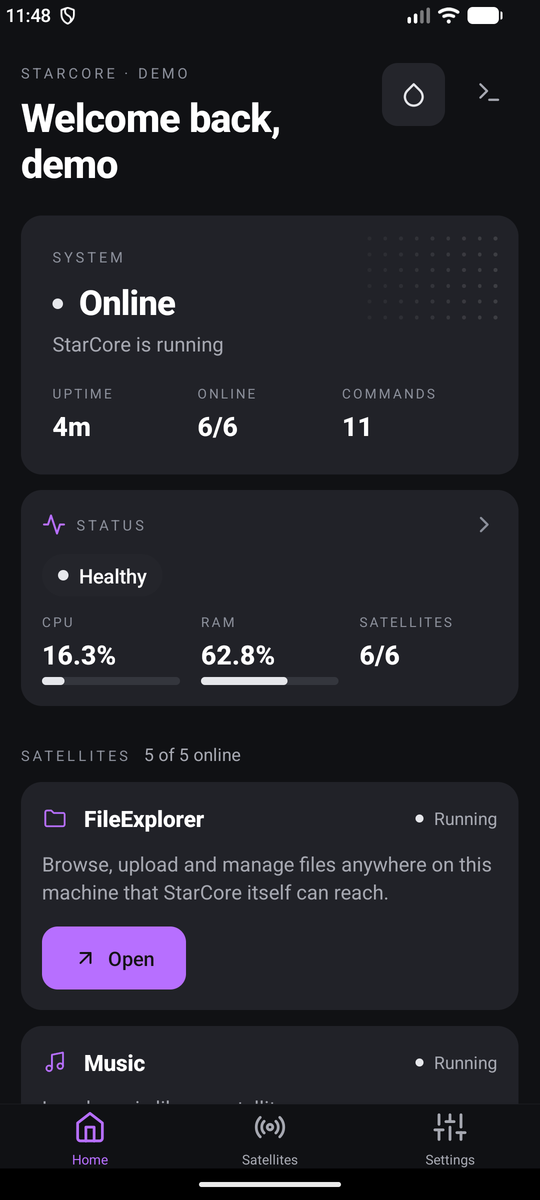 11:48
STARCORE · DEMO
Welcome back,
demo
SYSTEM
Online
StarCore is running
UPTIME ONLINE COMMANDS
4m 6/6 11
STATUS
Healthy
CPU RAM SATELLITES
16.3% 62.8% 6/6
SATELLITES 5 of 5 online
FileExplorer Running
Browse, upload and manage files anywhere on this
machine that StarCore itself can reach.
Open
Music Running
Home Satellites Settings